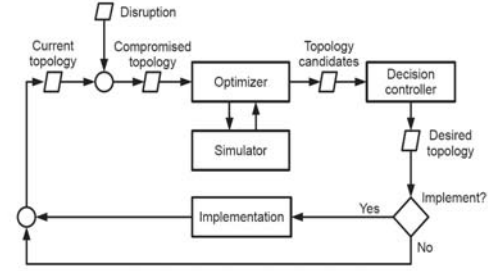 Disruption
Current
topology
Compromised
topology
Optimizer
Topology
candidates
Decision
controller
Simulator
Desired
topology
Implement?
Implementation
Yes
No